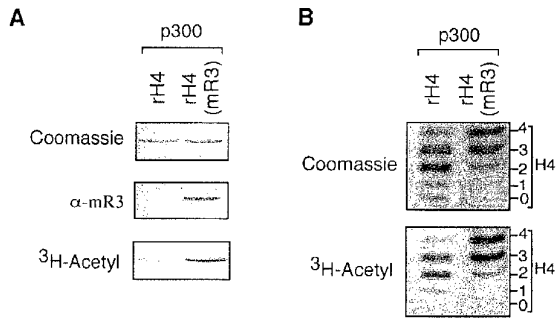 A
p300
rH4
rH4
(mR3)
Coomassie
α-mR3
³H-Acetyl
B
p300
rH4
rH4
(mR3)
Coomassie
4
3
2
1
0
H4
³H-Acetyl
4
3
2
1
0
H4